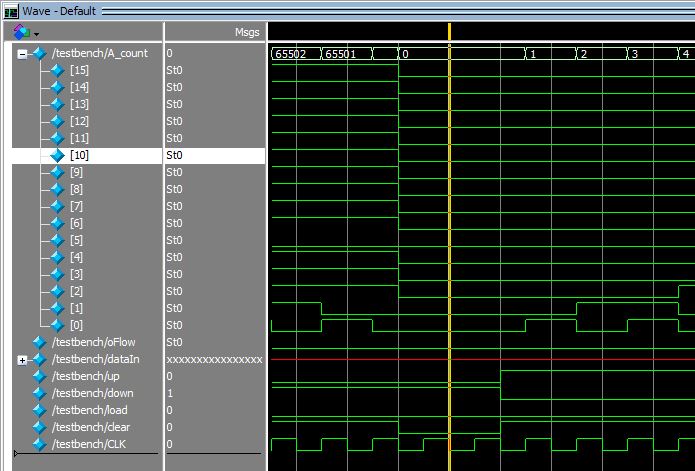 Wave - Default
Msgs
/testbench/A_count 0 65502 65501 0 1 2 3 4
[15] St0
[14] St0
[13] St0
[12] St0
[11] St0
[10] St0
[9] St0
[8] St0
[7] St0
[6] St0
[5] St0
[4] St0
[3] St0
[2] St0
[1] St0
[0] St0
/testbench/oFlow St0
/testbench/dataIn xxxxxxxxxxxxxxxx
/testbench/up 0
/testbench/down 1
/testbench/load 0
/testbench/clear 0
/testbench/CLK 0